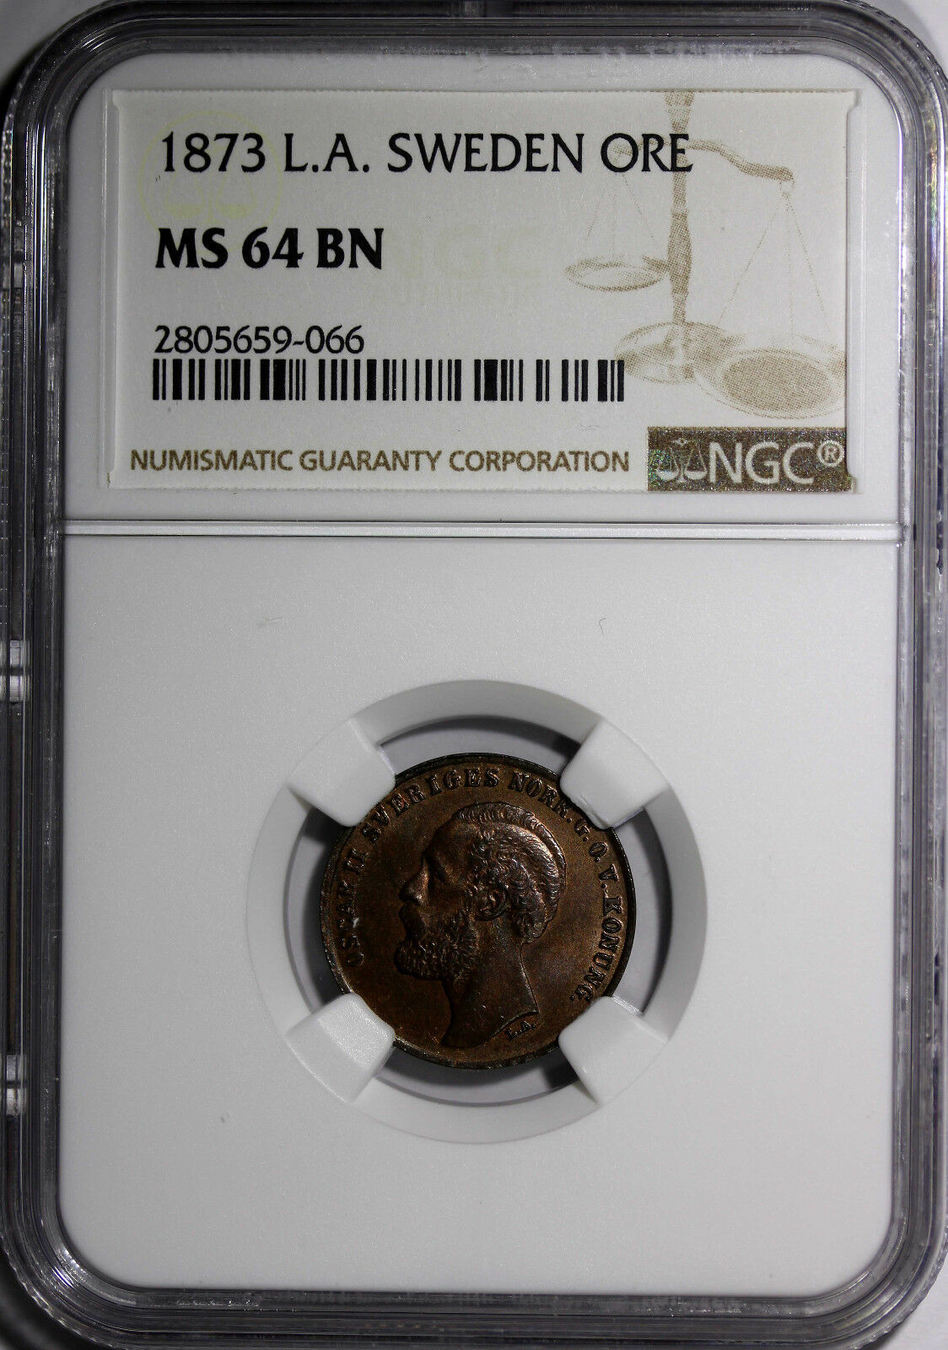 1873 L.A. SWEDEN ORE
MS 64 BN
2805659-066
NUMISMATIC GUARANTY CORPORATION
NGC®
OSCAR II SVERIGES NORR. G. O. V. KONUNG.
L.A.